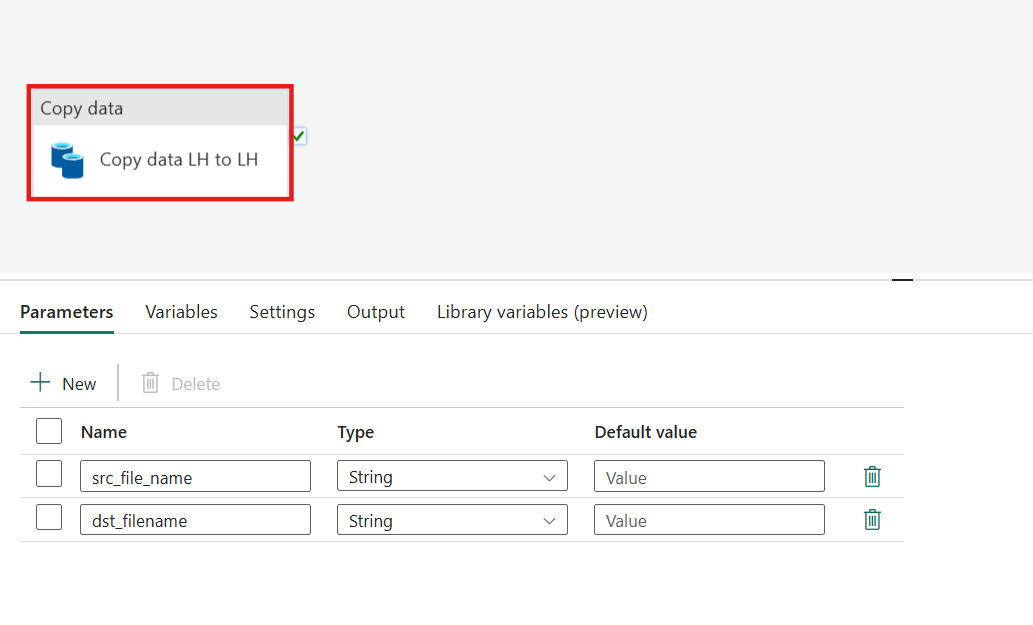 Copy data
Copy data LH to LH
Parameters Variables Settings Output Library variables (preview)
New Delete
Name Type Default value
src_file_name String Value
dst_filename String Value